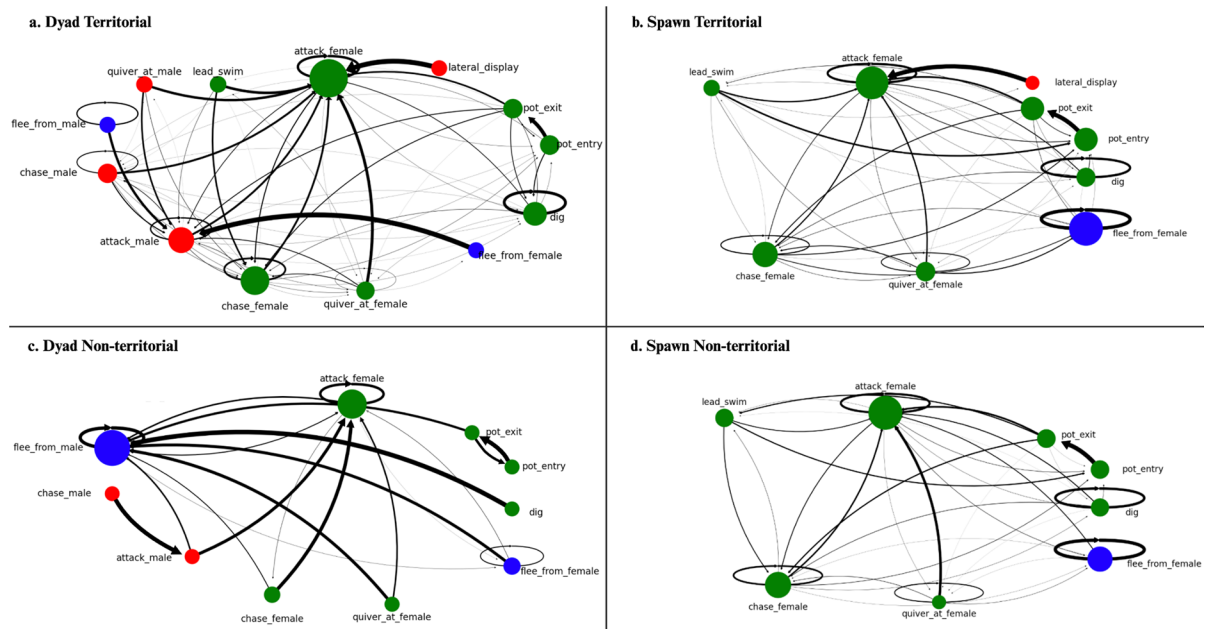 a. Dyad Territorial
attack_female
quiver_at_male
lead_swim
lateral_display
flee_from_male
pot_exit
pot_entry
chase_male
dig
attack_male
flee_from_female
chase_female
quiver_at_female
b. Spawn Territorial
attack_female
lead_swim
lateral_display
pot_exit
pot_entry
dig
flee_from_female
chase_female
quiver_at_female
c. Dyad Non-territorial
attack_female
flee_from_male
pot_exit
pot_entry
chase_male
dig
attack_male
flee_from_female
chase_female
quiver_at_female
d. Spawn Non-territorial
attack_female
lead_swim
pot_exit
pot_entry
dig
flee_from_female
chase_female
quiver_at_female